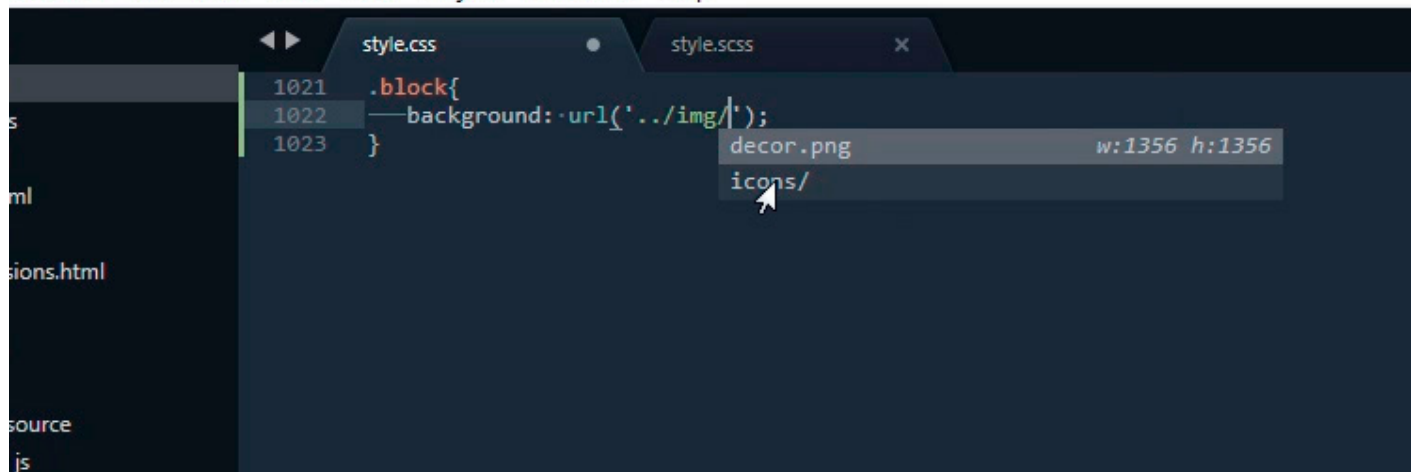 style.css
style.scss
1021 .block{
1022 background: url('../img/');
1023 }
decor.png w:1356 h:1356
icons/
s
ml
sions.html
source
js